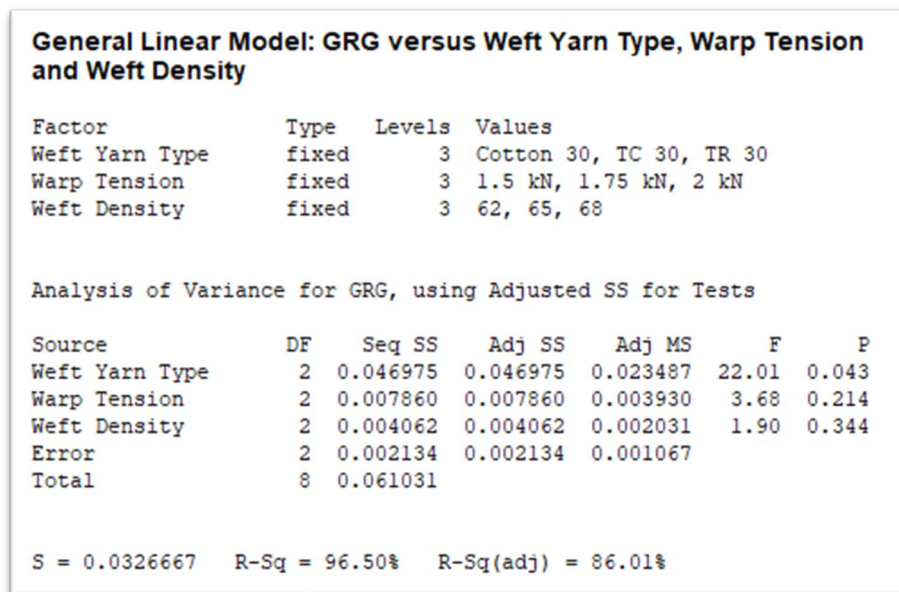 General Linear Model: GRG versus Weft Yarn Type, Warp Tension
and Weft Density
Factor Type Levels Values
Weft Yarn Type fixed 3 Cotton 30, TC 30, TR 30
Warp Tension fixed 3 1.5 kN, 1.75 kN, 2 kN
Weft Density fixed 3 62, 65, 68
Analysis of Variance for GRG, using Adjusted SS for Tests
Source DF Seq SS Adj SS Adj MS F P
Weft Yarn Type 2 0.046975 0.046975 0.023487 22.01 0.043
Warp Tension 2 0.007860 0.007860 0.003930 3.68 0.214
Weft Density 2 0.004062 0.004062 0.002031 1.90 0.344
Error 2 0.002134 0.002134 0.001067
Total 8 0.061031
S = 0.0326667 R-Sq = 96.50% R-Sq(adj) = 86.01%